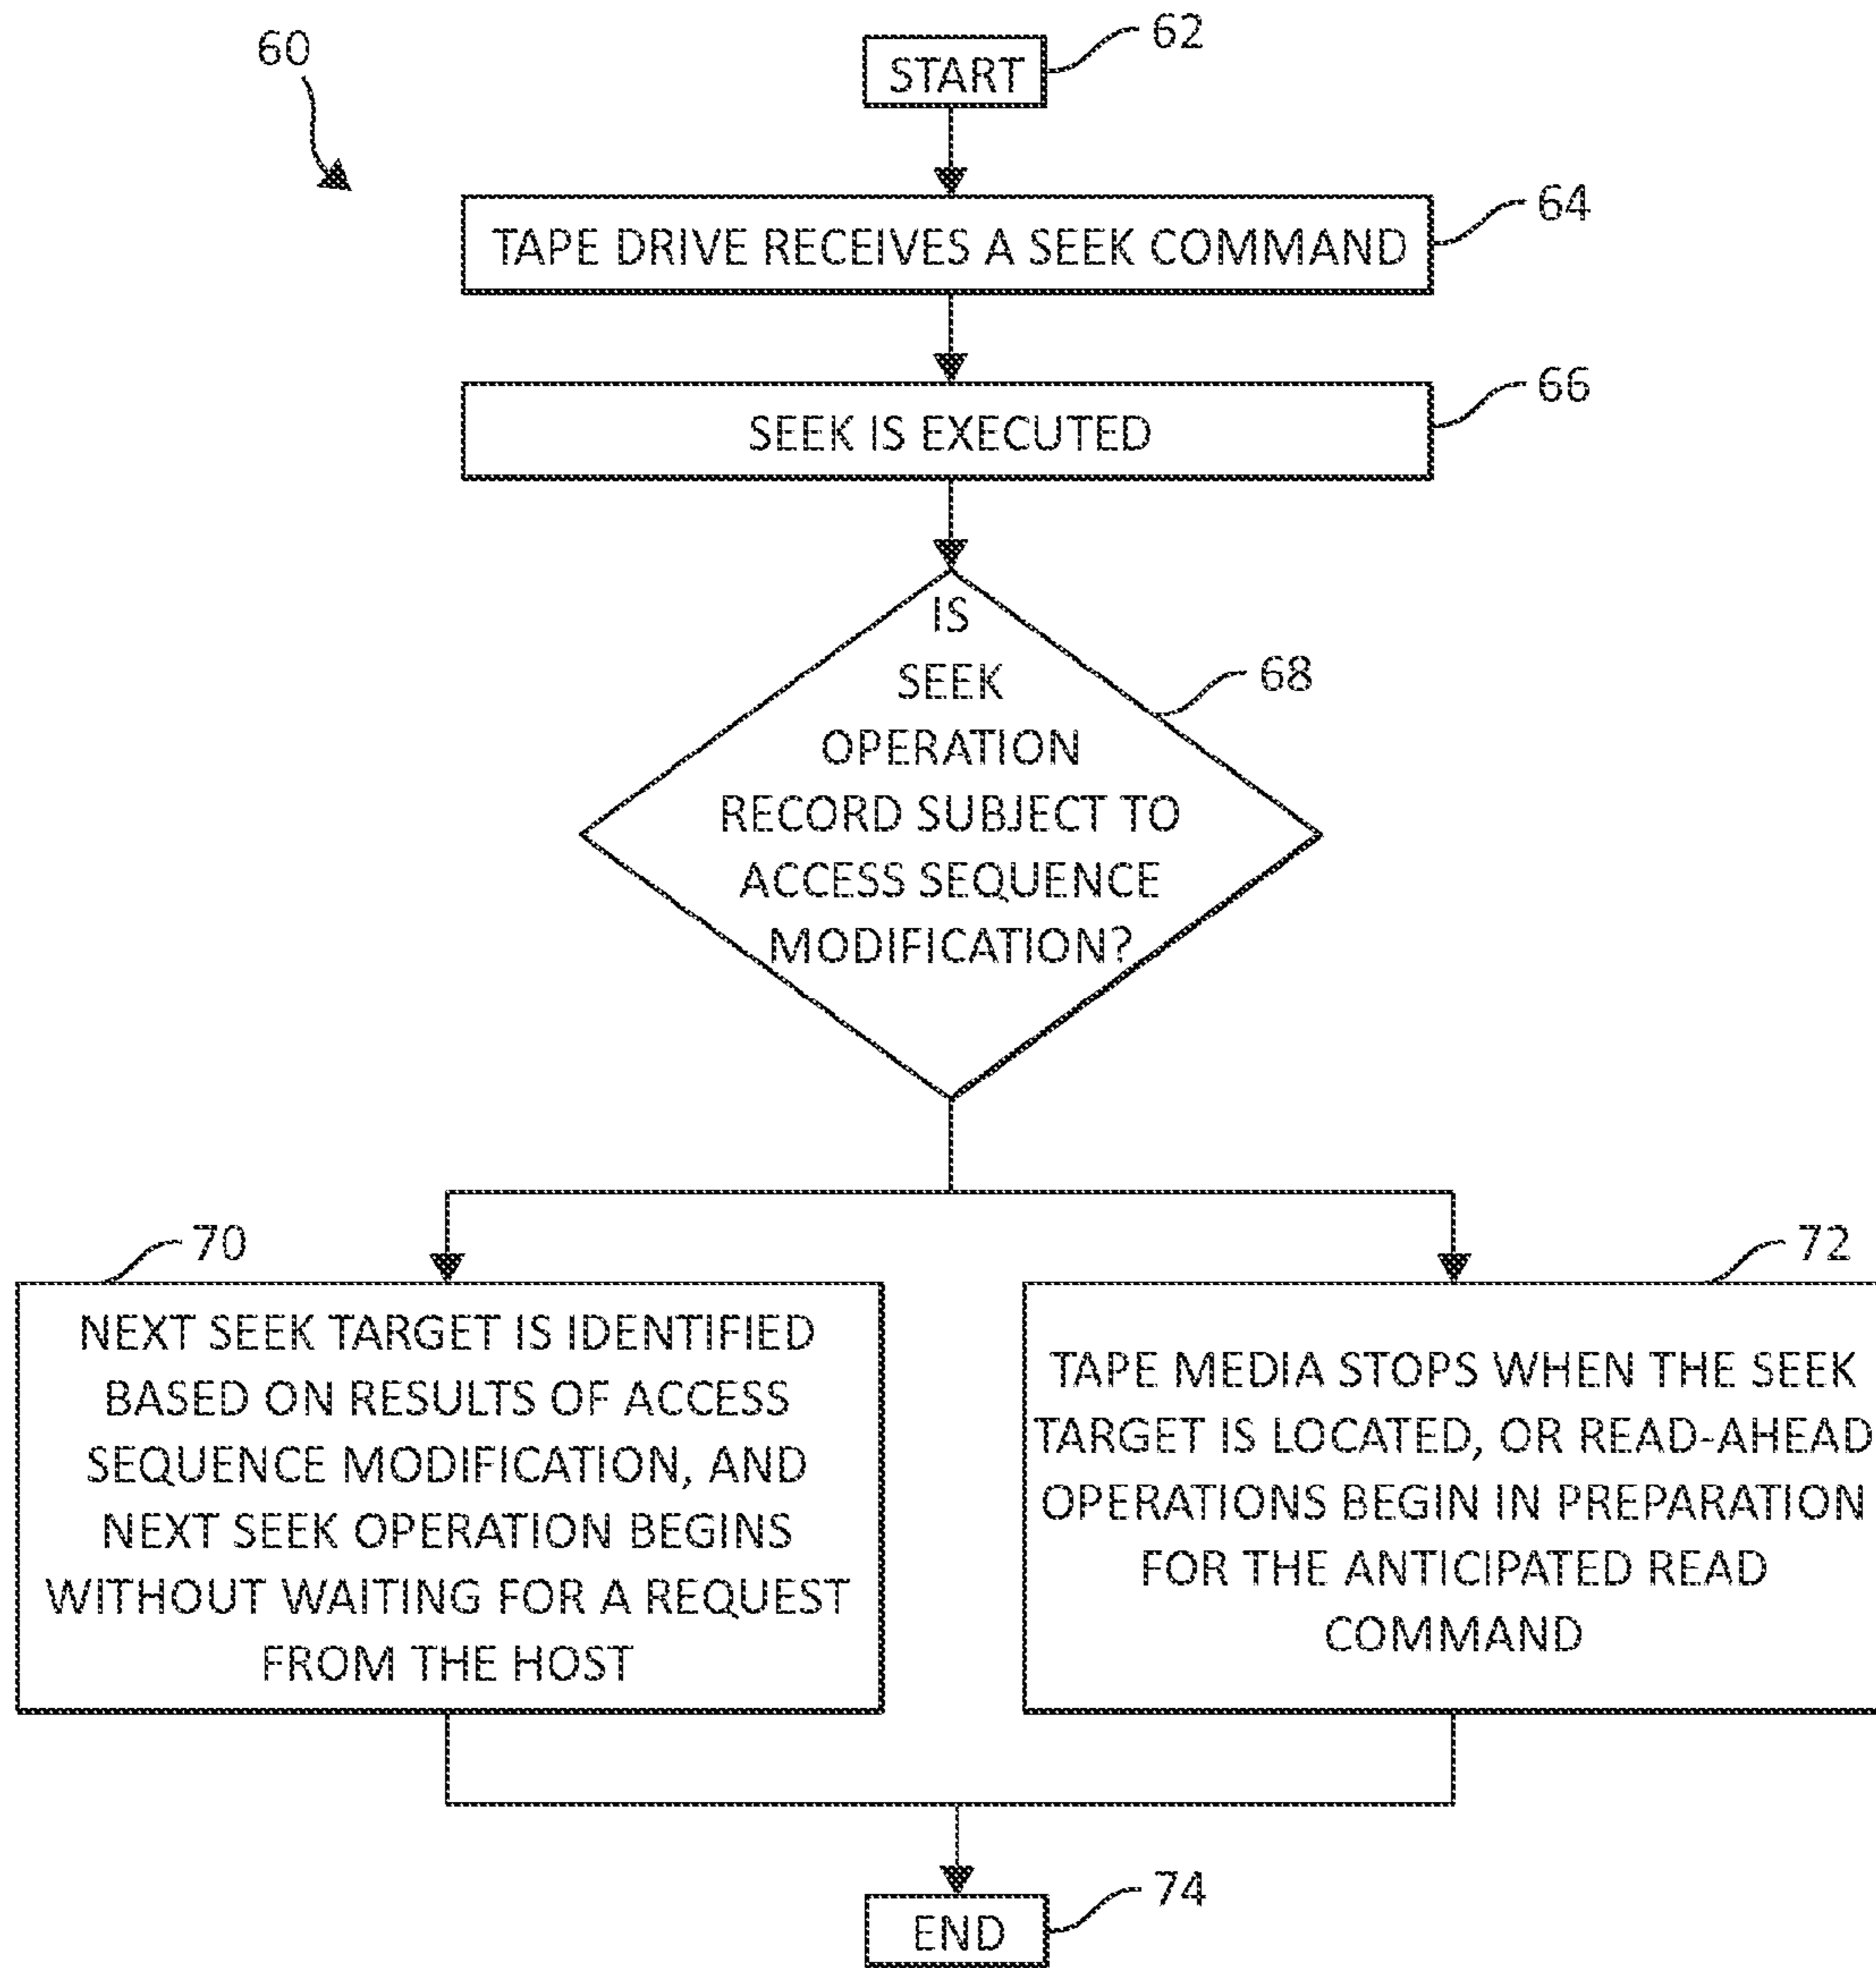 60
START
62
TAPE DRIVE RECEIVES A SEEK COMMAND
64
SEEK IS EXECUTED
66
IS
SEEK
OPERATION
RECORD SUBJECT TO
ACCESS SEQUENCE
MODIFICATION?
68
70
NEXT SEEK TARGET IS IDENTIFIED
BASED ON RESULTS OF ACCESS
SEQUENCE MODIFICATION, AND
NEXT SEEK OPERATION BEGINS
WITHOUT WAITING FOR A REQUEST
FROM THE HOST
72
TAPE MEDIA STOPS WHEN THE SEEK
TARGET IS LOCATED, OR READ-AHEAD
OPERATIONS BEGIN IN PREPARATION
FOR THE ANTICIPATED READ
COMMAND
END
74